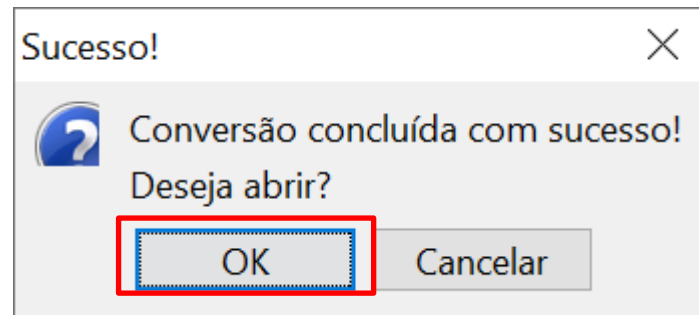 Sucesso!
Conversão concluída com sucesso!
Deseja abrir?
OK Cancelar